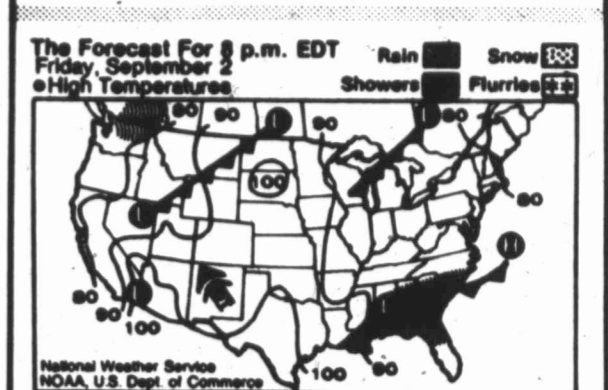 The Forecast For 8 p.m. EDT
Friday, September 2
●High Temperatures
Rain
Snow
Showers
Flurries
80
90
90
80
100
80
80
90
100
100
90
National Weather Service
NOAA, U.S. Dept. of Commerce